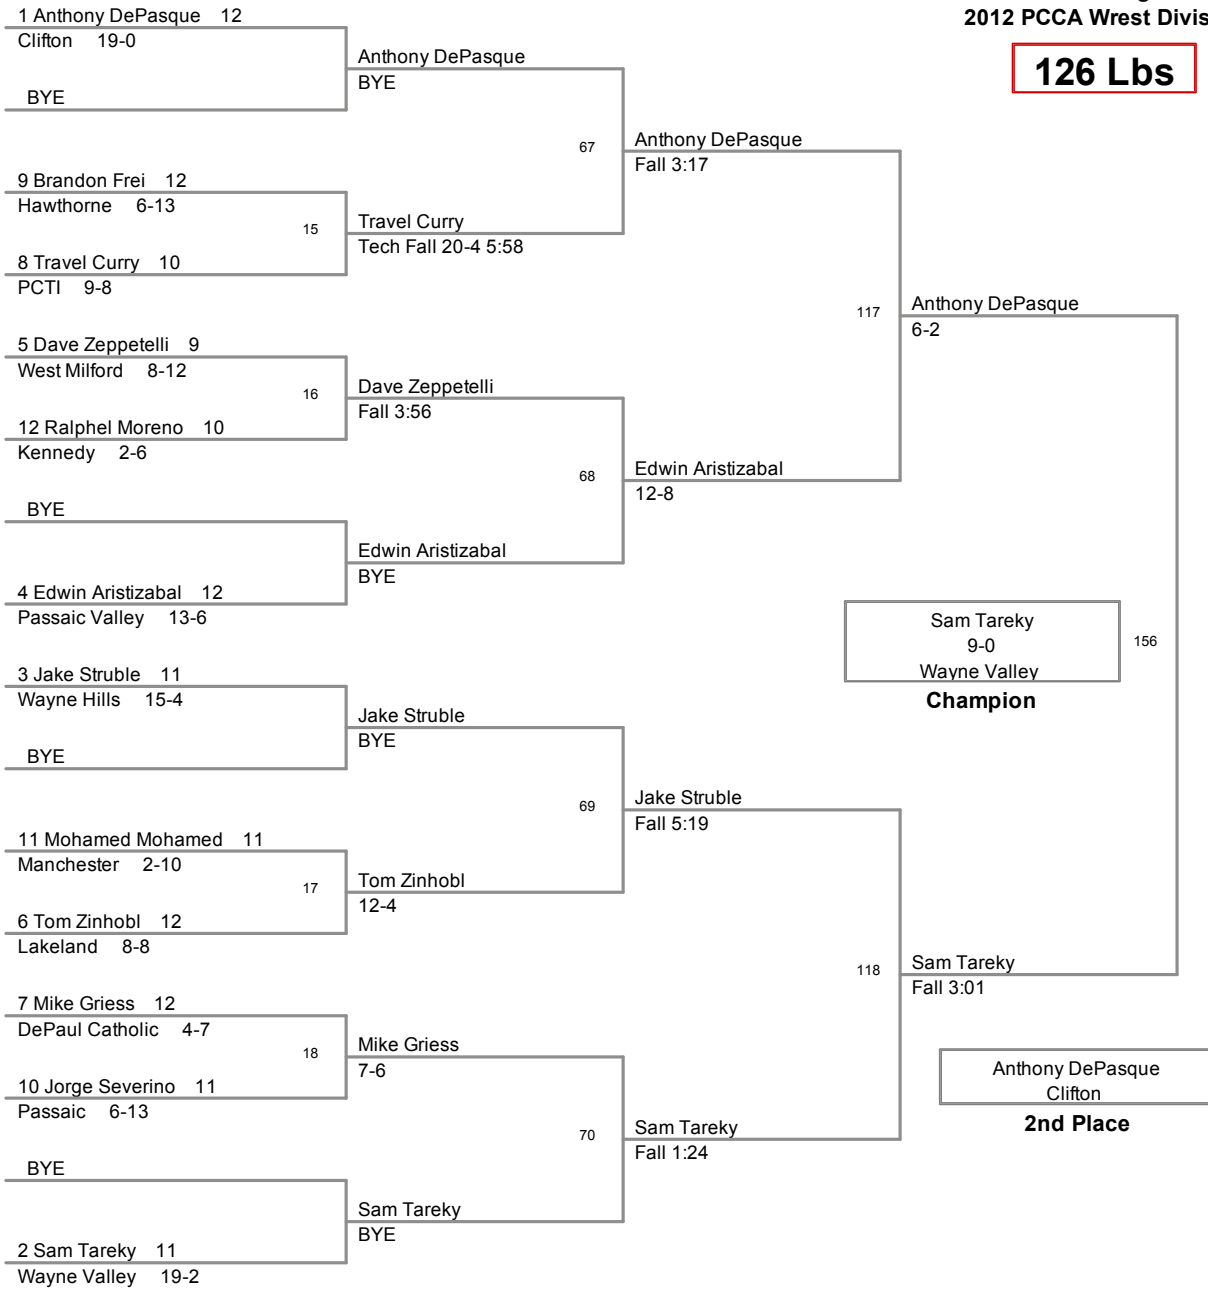 2012 PCCA Wrest Divis
126 Lbs
1 Anthony DePasque 12
Clifton 19-0
BYE
9 Brandon Frei 12
Hawthorne 6-13
15
8 Travel Curry 10
PCTI 9-8
5 Dave Zeppetelli 9
West Milford 8-12
16
12 Ralphel Moreno 10
Kennedy 2-6
BYE
4 Edwin Aristizabal 12
Passaic Valley 13-6
3 Jake Struble 11
Wayne Hills 15-4
BYE
11 Mohamed Mohamed 11
Manchester 2-10
17
6 Tom Zinhobl 12
Lakeland 8-8
7 Mike Griess 12
DePaul Catholic 4-7
18
10 Jorge Severino 11
Passaic 6-13
BYE
2 Sam Tareky 11
Wayne Valley 19-2
Anthony DePasque
BYE
67
Travel Curry
Tech Fall 20-4 5:58
Dave Zeppetelli
Fall 3:56
68
Edwin Aristizabal
BYE
Jake Struble
BYE
69
Tom Zinhobl
12-4
Mike Griess
7-6
70
Sam Tareky
BYE
Anthony DePasque
Fall 3:17
117
Edwin Aristizabal
12-8
Jake Struble
Fall 5:19
118
Sam Tareky
Fall 1:24
Anthony DePasque
6-2
156
Sam Tareky
Fall 3:01
Sam Tareky
9-0
Wayne Valley
Champion
Anthony DePasque
Clifton
2nd Place